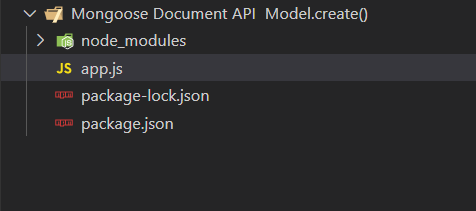 Mongoose Document API  Model.create()
node_modules
JS app.js
package-lock.json
package.json